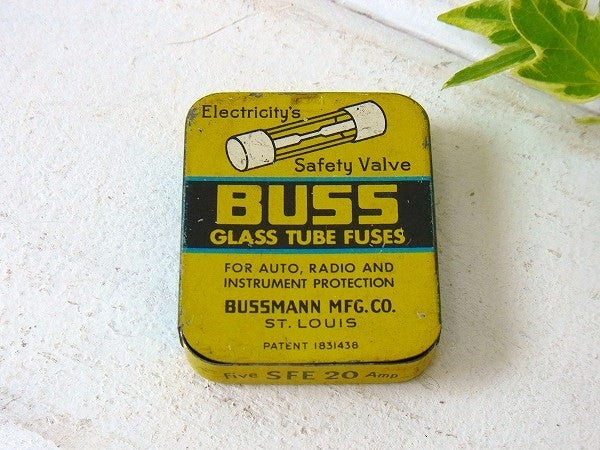 Electricity's
Safety Valve
BUSS
GLASS TUBE FUSES
FOR AUTO, RADIO AND
INSTRUMENT PROTECTION
BUSSMANN MFG. CO.
ST. LOUIS
PATENT 1831438
Five SFE 20 Amp